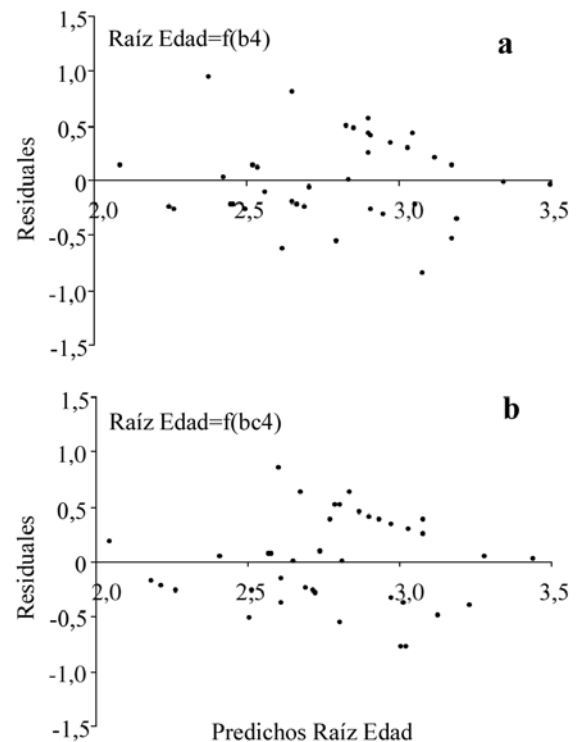 1,5
Raíz Edad=f(b4)
a
1,0
0,5
0
2,0 2,5 3,0 3,5
-0,5
-1,0
-1,5
Residuales
1,5
Raíz Edad=f(bc4)
b
1,0
0,5
0
2,0 2,5 3,0 3,5
-0,5
-1,0
-1,5
Residuales
Predichos Raíz Edad